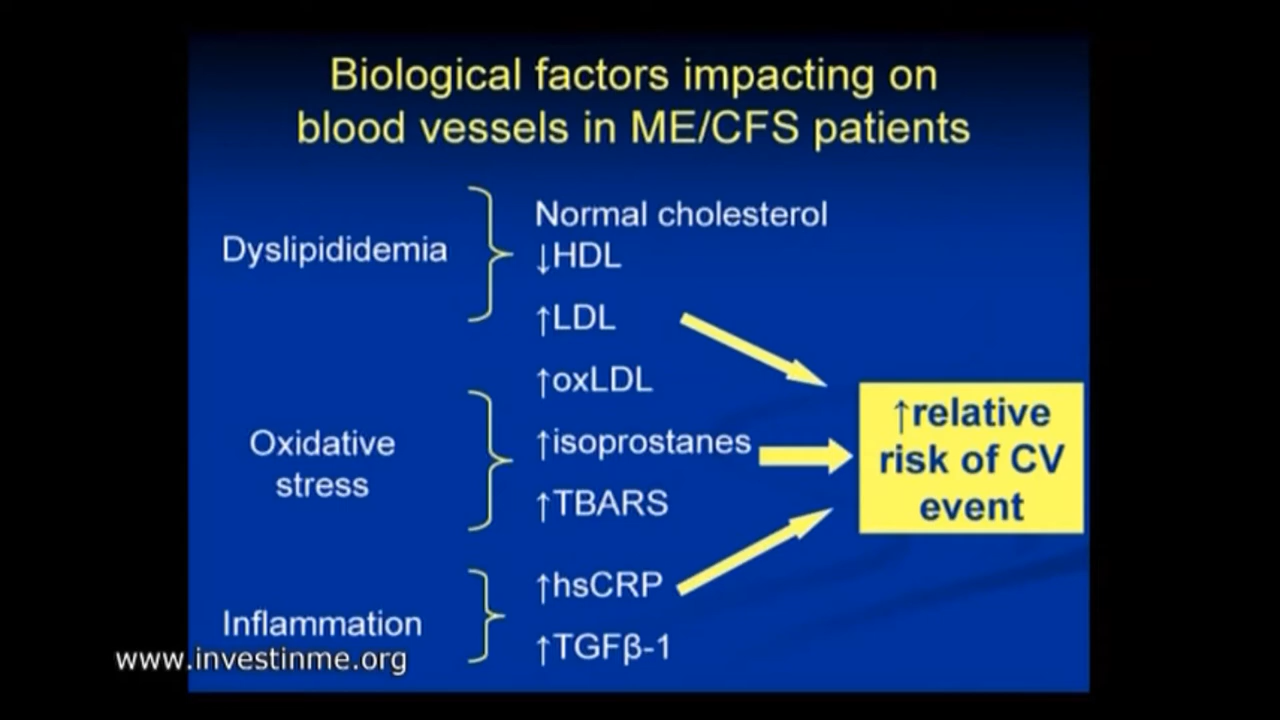 Biological factors impacting on
blood vessels in ME/CFS patients
Dyslipididemia
Normal cholesterol
↓HDL
↑LDL
Oxidative
stress
↑oxLDL
↑isoprostanes
↑TBARS
Inflammation
↑hsCRP
↑TGFβ-1
↑relative
risk of CV
event
www.investinme.org